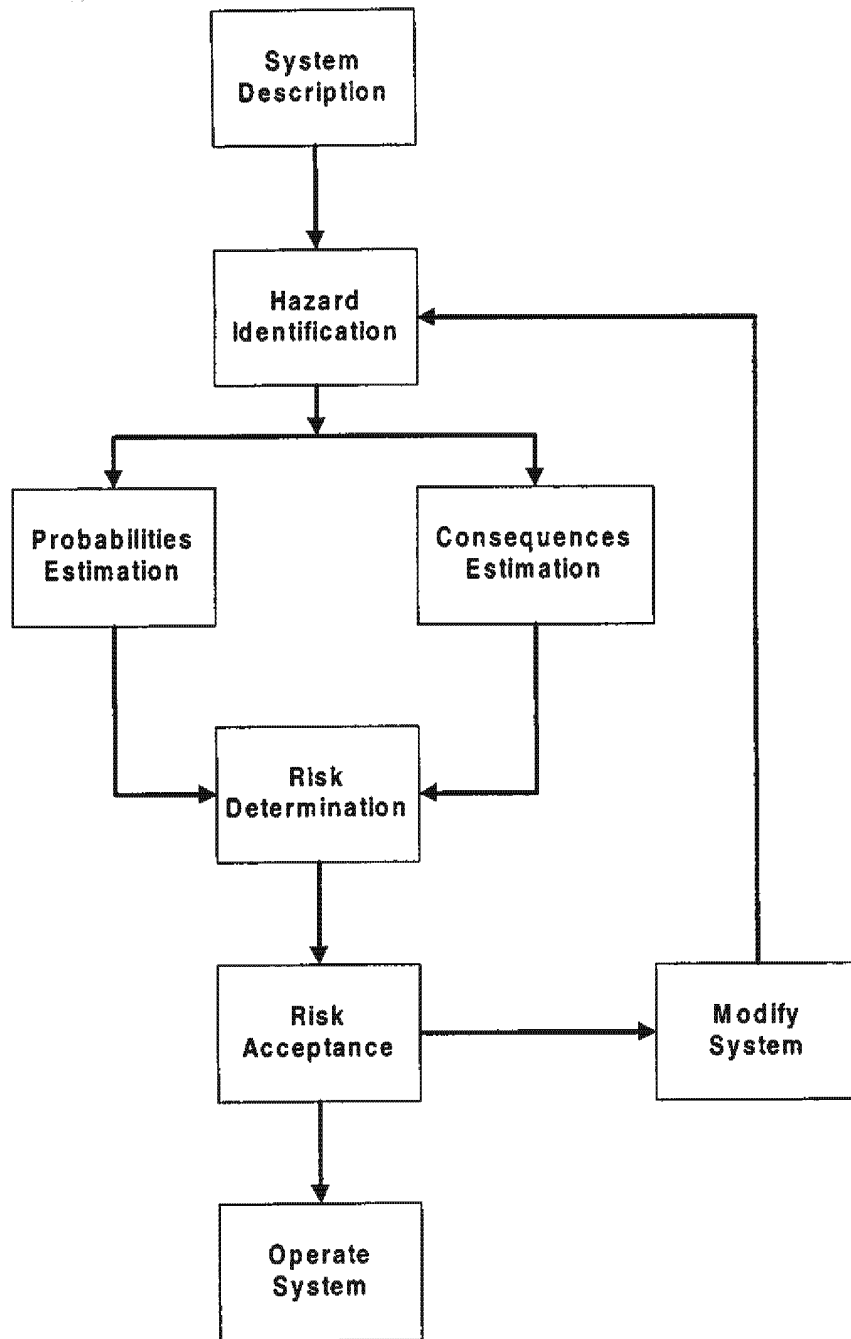 System
Description
Hazard
Identification
Probabilities
Estimation
Consequences
Estimation
Risk
Determination
Risk
Acceptance
Modify
System
Operate
System